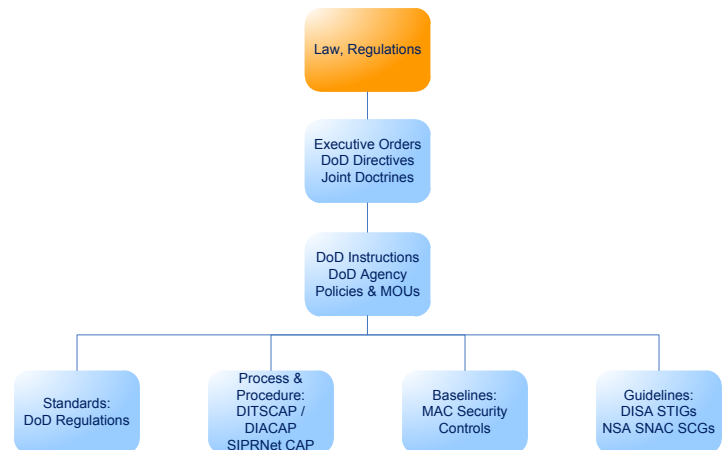 Law, Regulations
Executive Orders
DoD Directives
Joint Doctrines
DoD Instructions
DoD Agency
Policies & MOUs
Standards:
DoD Regulations
Process &
Procedure:
DITSCAP /
DIACAP
SIPRNet CAP
Baselines:
MAC Security
Controls
Guidelines:
DISA STIGs
NSA SNAC SCGs